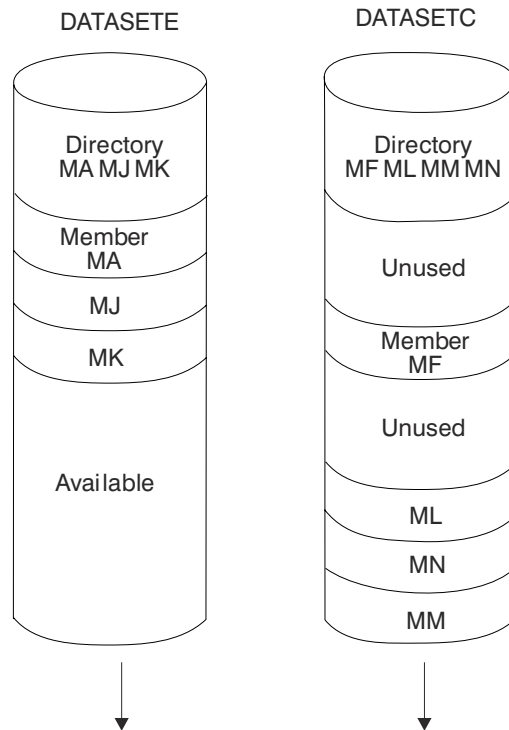 DATASETE
Directory
MA MJ MK
Member
MA
MJ
MK
Available
DATASETC
Directory
MF ML MM MN
Unused
Member
MF
Unused
ML
MN
MM